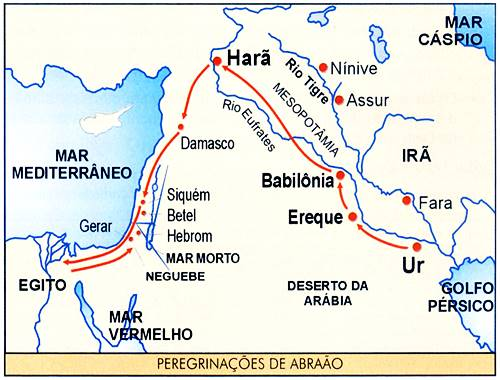 MAR
CÁSPIO
Harã
Rio Tigre
Nínive
Assur
MESOPOTÂMIA
Rio Eufrates
Damasco
IRÃ
MAR
MEDITERRÂNEO
Babilônia
Siquém
Betel
Hebrom
Gerar
Fara
Ereque
MAR MORTO
Ur
NEGUEBE
EGITO
DESERTO DA
ARÁBIA
GOLFO
PÉRSICO
MAR
VERMELHO
PEREGRINAÇÕES DE ABRAÃO